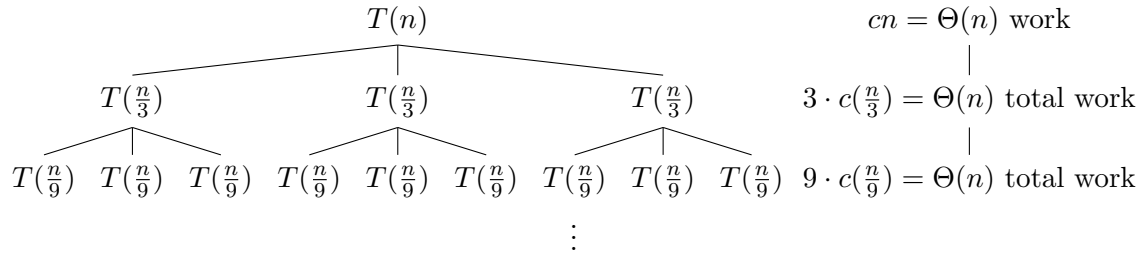 T(n) cn = Θ(n) work
T(n/3) T(n/3) T(n/3) 3 · c(n/3) = Θ(n) total work
T(n/9) T(n/9) T(n/9) T(n/9) T(n/9) T(n/9) T(n/9) T(n/9) T(n/9) 9 · c(n/9) = Θ(n) total work
⋮